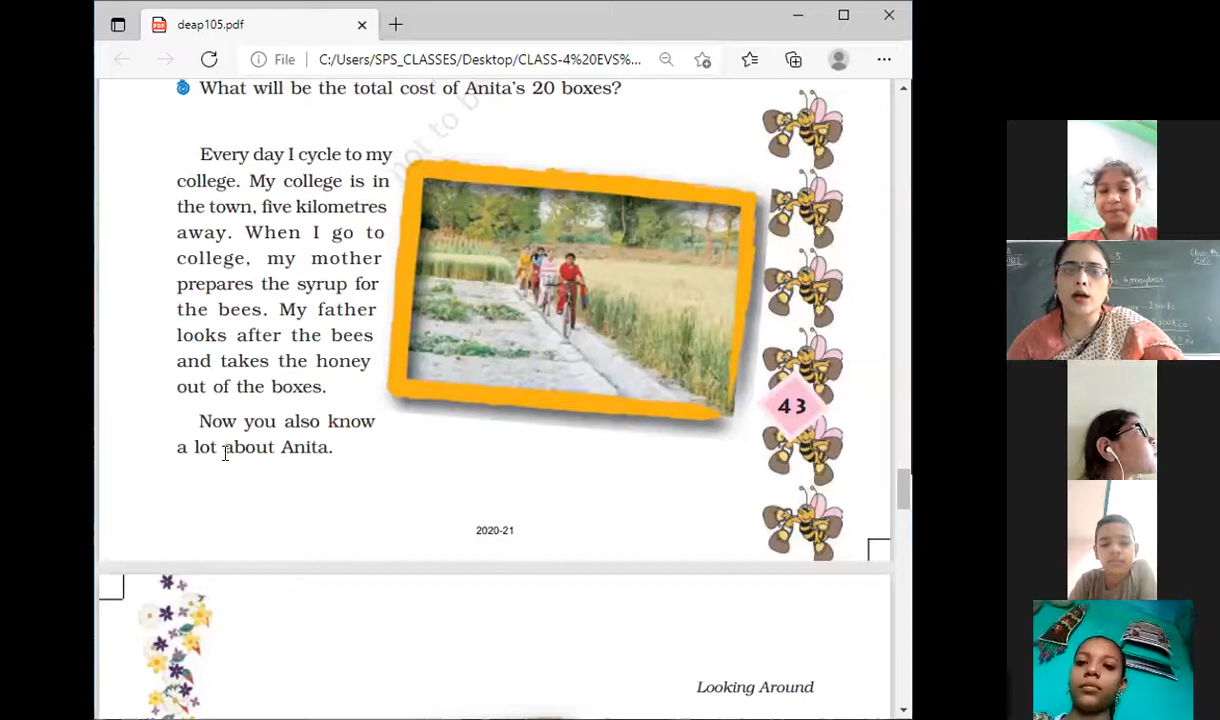 deap105.pdf
File
C:/Users/SPS_CLASSES/Desktop/CLASS-4%20EVS%...
What will be the total cost of Anita's 20 boxes?
not to b
Every day I cycle to my
college. My college is in
the town, five kilometres
away. When I go to
college, my mother
prepares the syrup for
the bees. My father
looks after the bees
and takes the honey
out of the boxes.
Now you also know
a lot about Anita.
43
2020-21
Looking Around
honeybees